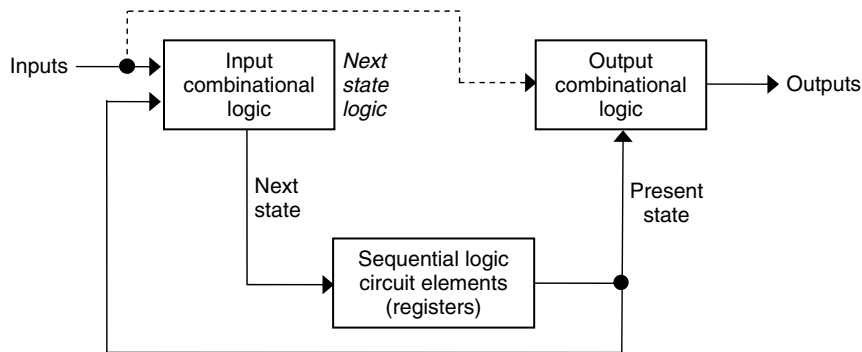 Inputs
Input
combinational
logic
Next
state
logic
Output
combinational
logic
Outputs
Next
state
Present
state
Sequential logic
circuit elements
(registers)